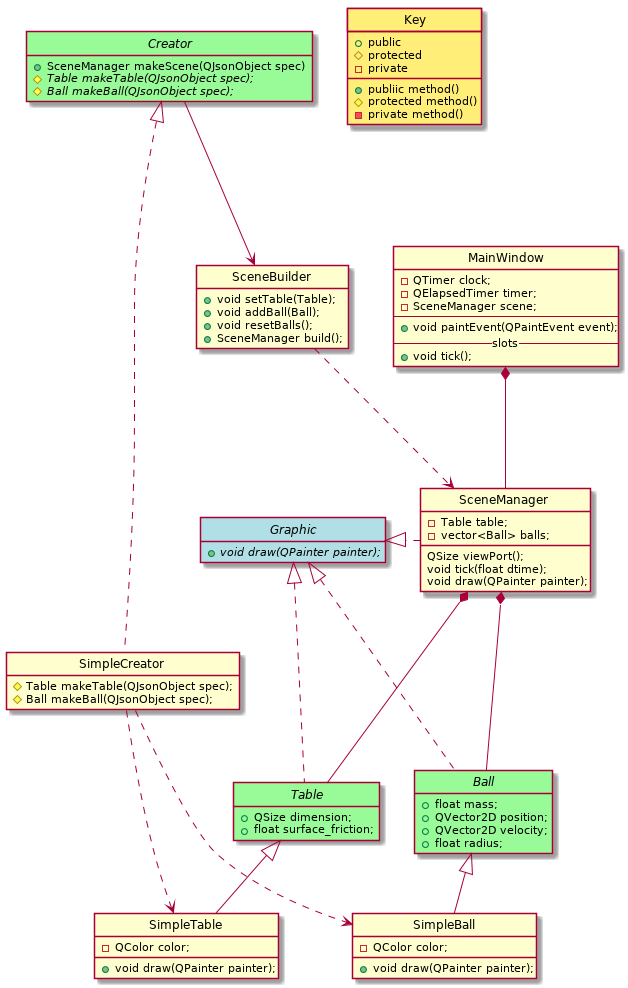 Key
public
protected
private
publiic method()
protected method()
private method()
Creator
SceneManager makeScene(QJsonObject spec)
Table makeTable(QJsonObject spec);
Ball makeBall(QJsonObject spec);
SceneBuilder
void setTable(Table);
void addBall(Ball);
void resetBalls();
SceneManager build();
MainWindow
QTimer clock;
QElapsedTimer timer;
SceneManager scene;
void paintEvent(QPaintEvent event);
slots
void tick();
SceneManager
Table table;
vector<Ball> balls;
QSize viewPort();
void tick(float dtime);
void draw(QPainter painter);
Graphic
void draw(QPainter painter);
SimpleCreator
Table makeTable(QJsonObject spec);
Ball makeBall(QJsonObject spec);
Table
QSize dimension;
float surface_friction;
Ball
float mass;
QVector2D position;
QVector2D velocity;
float radius;
SimpleTable
QColor color;
void draw(QPainter painter);
SimpleBall
QColor color;
void draw(QPainter painter);